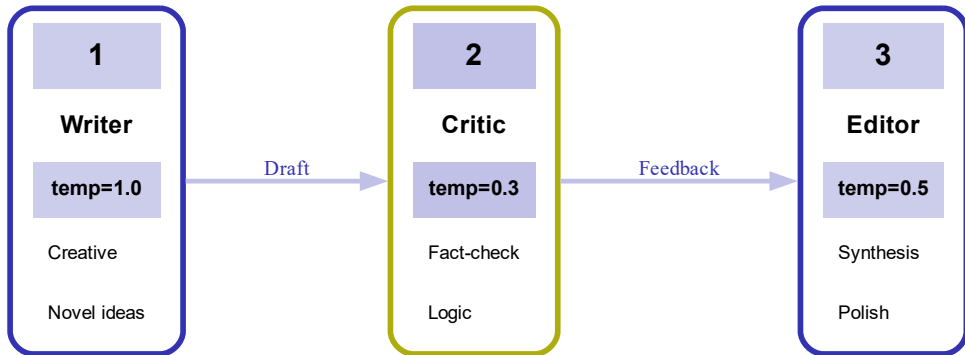 1
Writer
temp=1.0
Creative
Novel ideas
Draft
2
Critic
temp=0.3
Fact-check
Logic
Feedback
3
Editor
temp=0.5
Synthesis
Polish